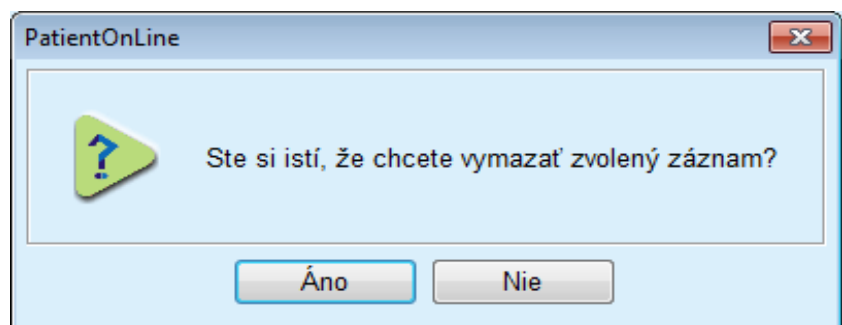 PatientOnLine
Ste si istí, že chcete vymazať zvolený záznam?
Áno Nie